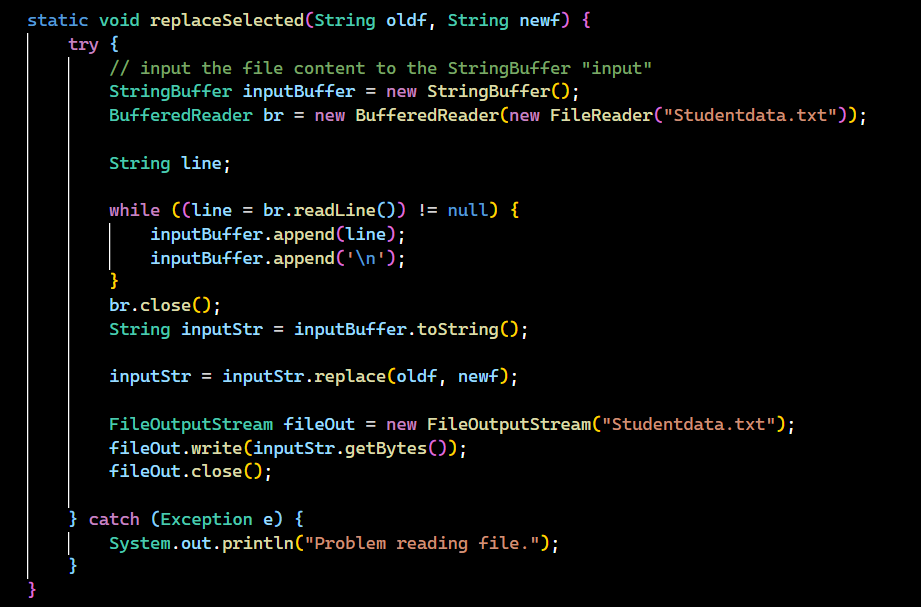 static void replaceSelected(String oldf, String newf) {
    try {
        // input the file content to the StringBuffer "input"
        StringBuffer inputBuffer = new StringBuffer();
        BufferedReader br = new BufferedReader(new FileReader("Studentdata.txt"));

        String line;

        while ((line = br.readLine()) != null) {
            inputBuffer.append(line);
            inputBuffer.append('\n');
        }
        br.close();
        String inputStr = inputBuffer.toString();

        inputStr = inputStr.replace(oldf, newf);

        FileOutputStream fileOut = new FileOutputStream("Studentdata.txt");
        fileOut.write(inputStr.getBytes());
        fileOut.close();

    } catch (Exception e) {
        System.out.println("Problem reading file.");
    }
}